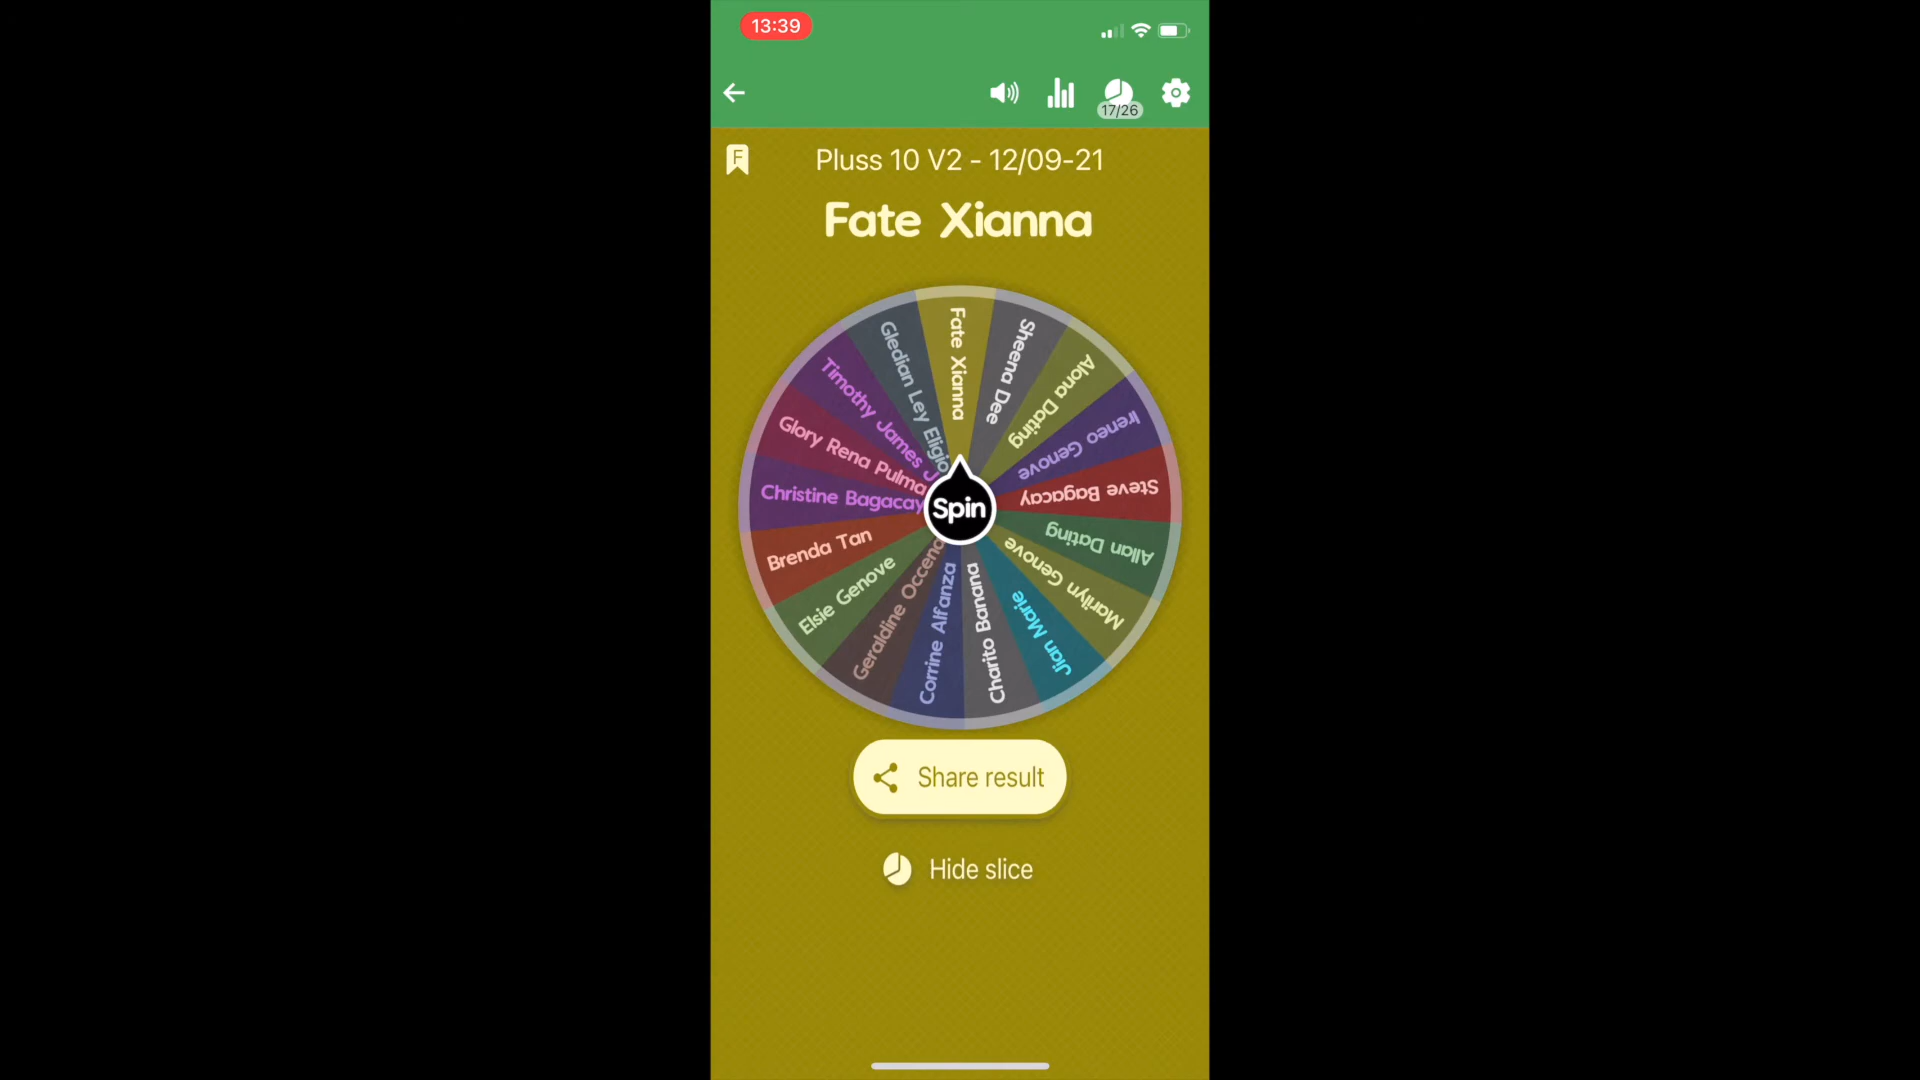 13:39
17/26
F
Pluss 10 V2 - 12/09-21
Fate Xianna
Fate Xianna
Sheena Dee
Alona Dating
Ireneo Genove
Steve Bagacay
Allan Dating
Marilyn Genove
Jian Marie
Charito Banana
Corrine Alfanza
Geraldine Occena
Elsie Genove
Brenda Tan
Christine Bagacay
Glory Rena Pulma
Timothy James J
Gledian Ley Eligio
Spin
Share result
Hide slice